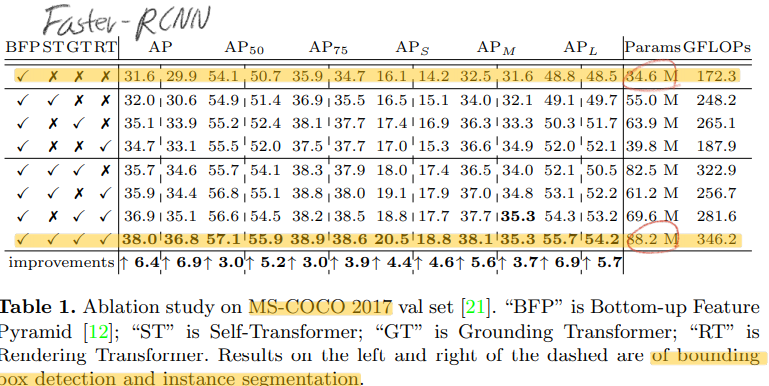 Faster-RCNN
BFP ST GT RT AP AP50 AP75 APS APM APL Params GFLOPs
✓ ✗ ✗ ✗ 31.6 29.9 54.1 50.7 35.9 34.7 16.1 14.2 32.5 31.6 48.8 48.5 34.6 M 172.3
✓ ✓ ✗ ✗ 32.0 30.6 54.9 51.4 36.9 35.5 16.5 15.1 34.0 32.1 49.1 49.7 55.0 M 248.2
✓ ✗ ✓ ✗ 35.1 33.9 55.2 52.4 38.1 37.7 17.4 16.9 36.3 33.3 50.3 51.7 63.9 M 265.1
✓ ✗ ✗ ✓ 34.7 33.1 55.5 52.0 37.5 37.7 17.0 15.3 36.6 34.9 52.0 52.1 39.8 M 187.9
✓ ✓ ✓ ✗ 35.7 34.6 55.7 54.1 38.3 37.9 18.0 17.4 36.5 34.0 52.1 50.5 82.5 M 322.9
✓ ✓ ✗ ✓ 35.9 34.4 56.8 55.1 38.8 38.0 19.1 17.9 37.0 34.8 53.1 52.2 61.2 M 256.7
✓ ✗ ✓ ✓ 36.9 35.1 56.6 54.5 38.2 38.5 18.8 17.7 37.7 35.3 54.3 53.2 69.6 M 281.6
✓ ✓ ✓ ✓ 38.0 36.8 57.1 55.9 38.9 38.6 20.5 18.8 38.1 35.3 55.7 54.2 88.2 M 346.2
improvements ↑ 6.4 ↑ 6.9 ↑ 3.0 ↑ 5.2 ↑ 3.0 ↑ 3.9 ↑ 4.4 ↑ 4.6 ↑ 5.6 ↑ 3.7 ↑ 6.9 ↑ 5.7
Table 1. Ablation study on MS-COCO 2017 val set [21]. “BFP” is Bottom-up Feature
Pyramid [12]; “ST” is Self-Transformer; “GT” is Grounding Transformer; “RT” is
Rendering Transformer. Results on the left and right of the dashed are of bounding
box detection and instance segmentation.